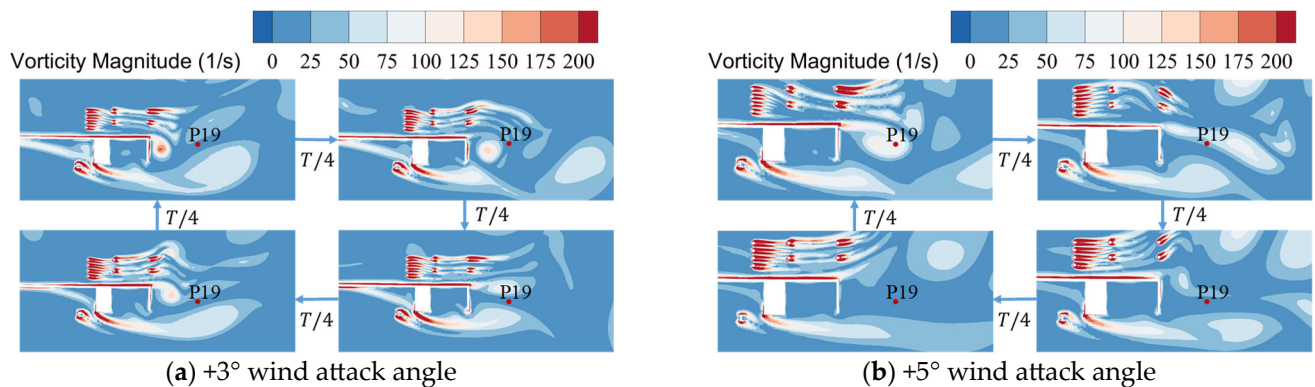 Vorticity Magnitude (1/s) 0 25 50 75 100 125 150 175 200
P19
T/4
P19
T/4
T/4
P19
T/4
P19
(a) +3° wind attack angle
Vorticity Magnitude (1/s) 0 25 50 75 100 125 150 175 200
P19
T/4
P19
T/4
T/4
P19
T/4
P19
(b) +5° wind attack angle